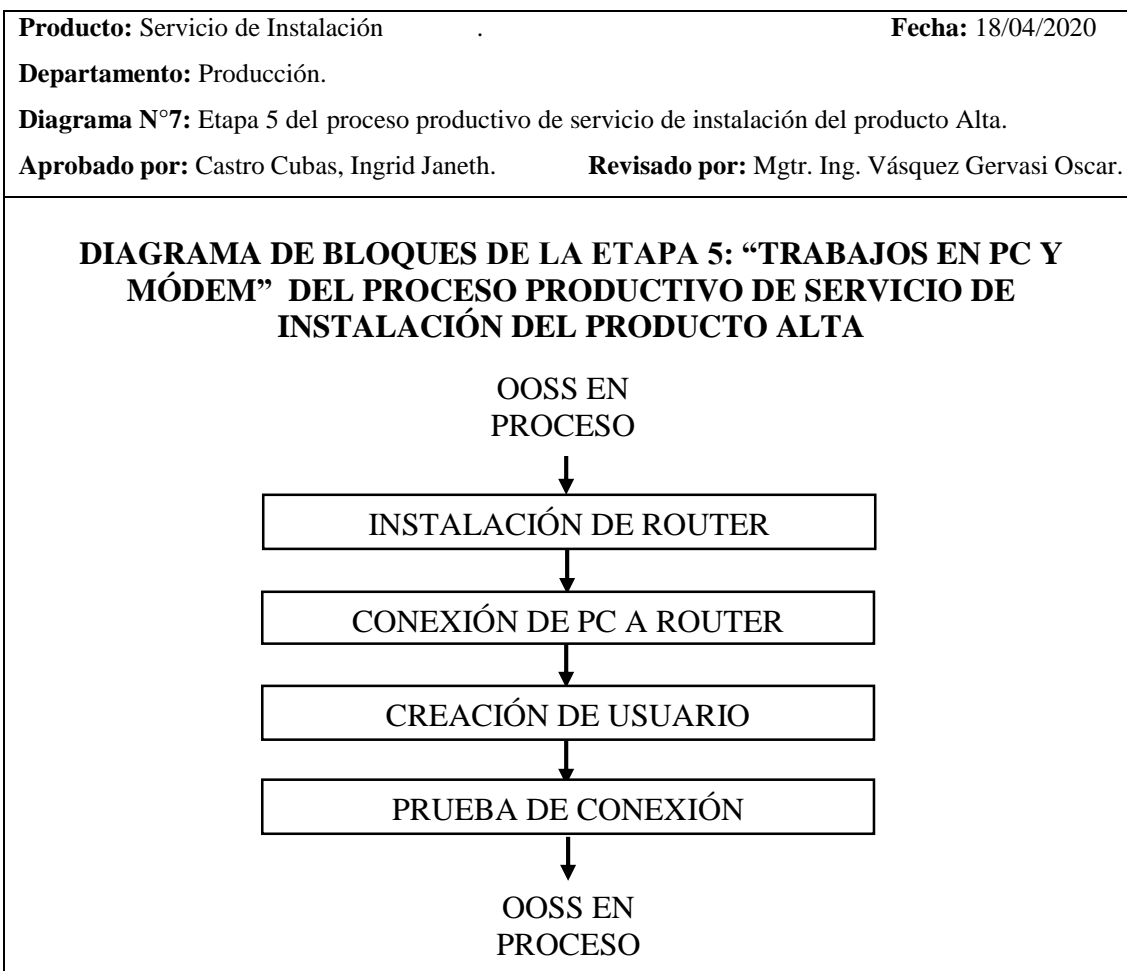 Producto: Servicio de Instalación . Fecha: 18/04/2020
Departamento: Producción.
Diagrama N°7: Etapa 5 del proceso productivo de servicio de instalación del producto Alta.
Aprobado por: Castro Cubas, Ingrid Janeth. Revisado por: Mgtr. Ing. Vásquez Gervasi Oscar.
DIAGRAMA DE BLOQUES DE LA ETAPA 5: “TRABAJOS EN PC Y
MÓDEM” DEL PROCESO PRODUCTIVO DE SERVICIO DE
INSTALACIÓN DEL PRODUCTO ALTA
OOSS EN
PROCESO
INSTALACIÓN DE ROUTER
CONEXIÓN DE PC A ROUTER
CREACIÓN DE USUARIO
PRUEBA DE CONEXIÓN
OOSS EN
PROCESO